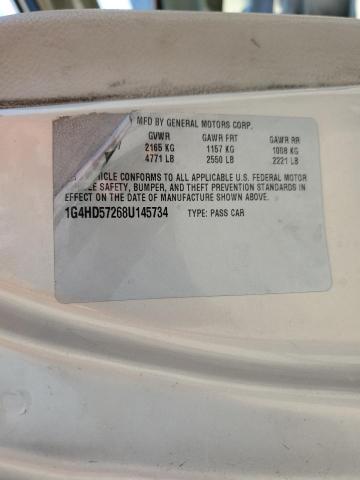 MFD BY GENERAL MOTORS CORP.
GVWR GAWR FRT GAWR RR
2165 KG 1157 KG 1008 KG
4771 LB 2550 LB 2221 LB
VEHICLE CONFORMS TO ALL APPLICABLE U.S. FEDERAL MOTOR
SAFETY, BUMPER, AND THEFT PREVENTION STANDARDS IN
EFFECT ON THE DATE OF MANUFACTURE SHOWN ABOVE.
1G4HD57268U145734 TYPE: PASS CAR